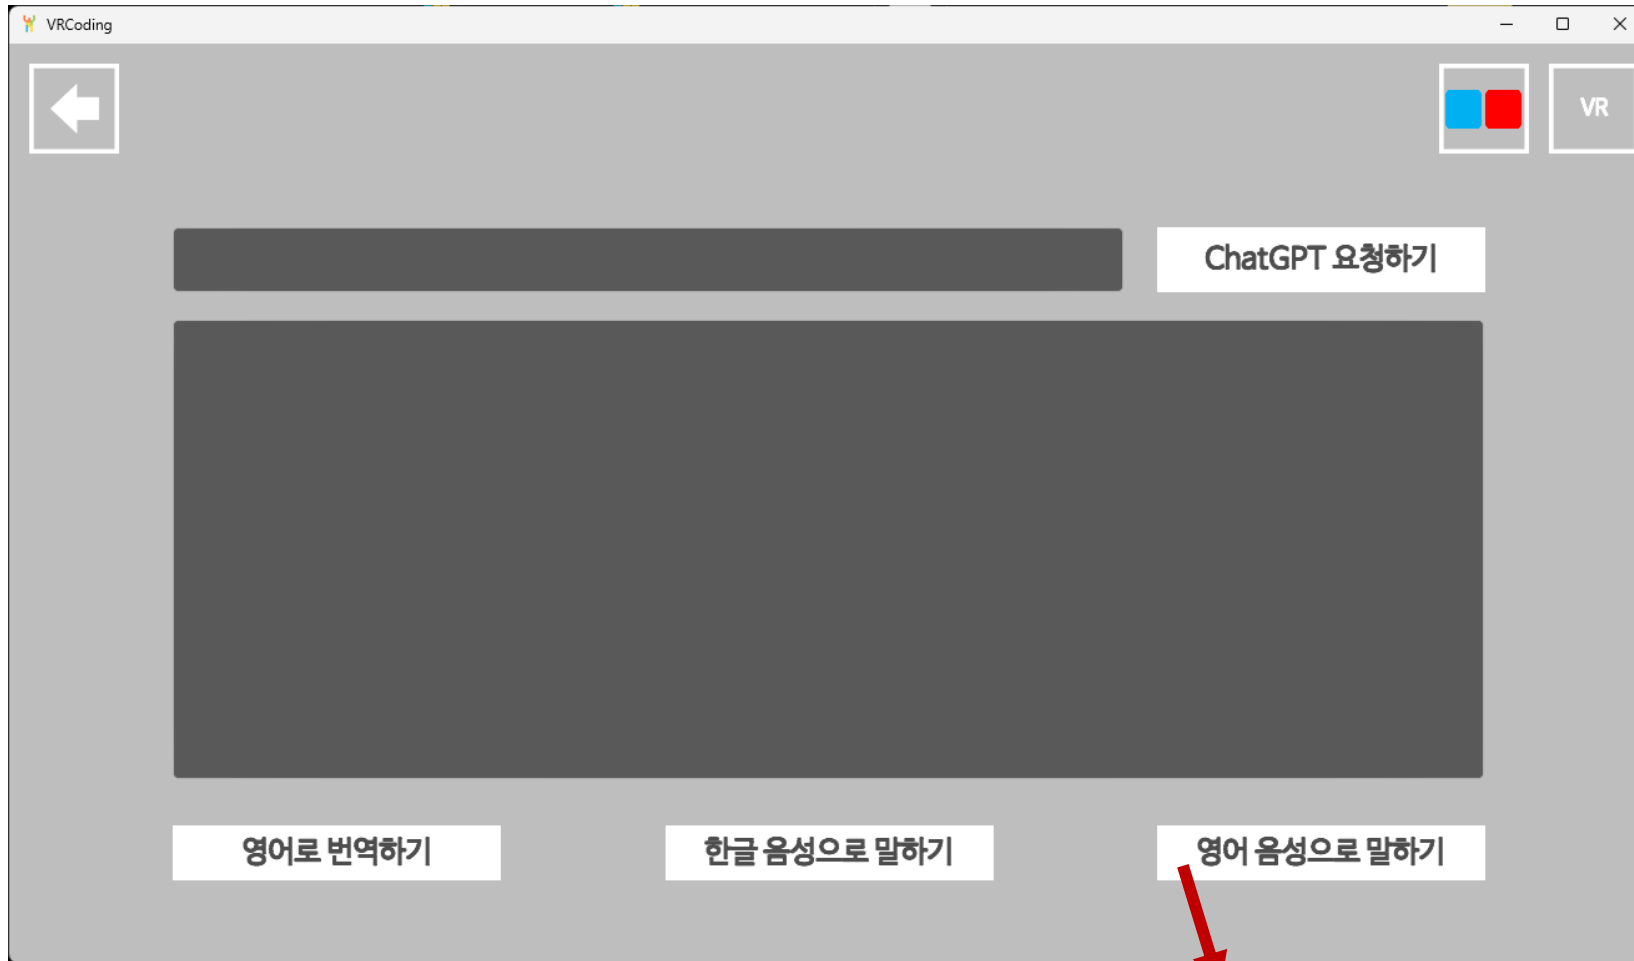 VRCoding
VR
ChatGPT 요청하기
영어로 번역하기
한글 음성으로 말하기
영어 음성으로 말하기